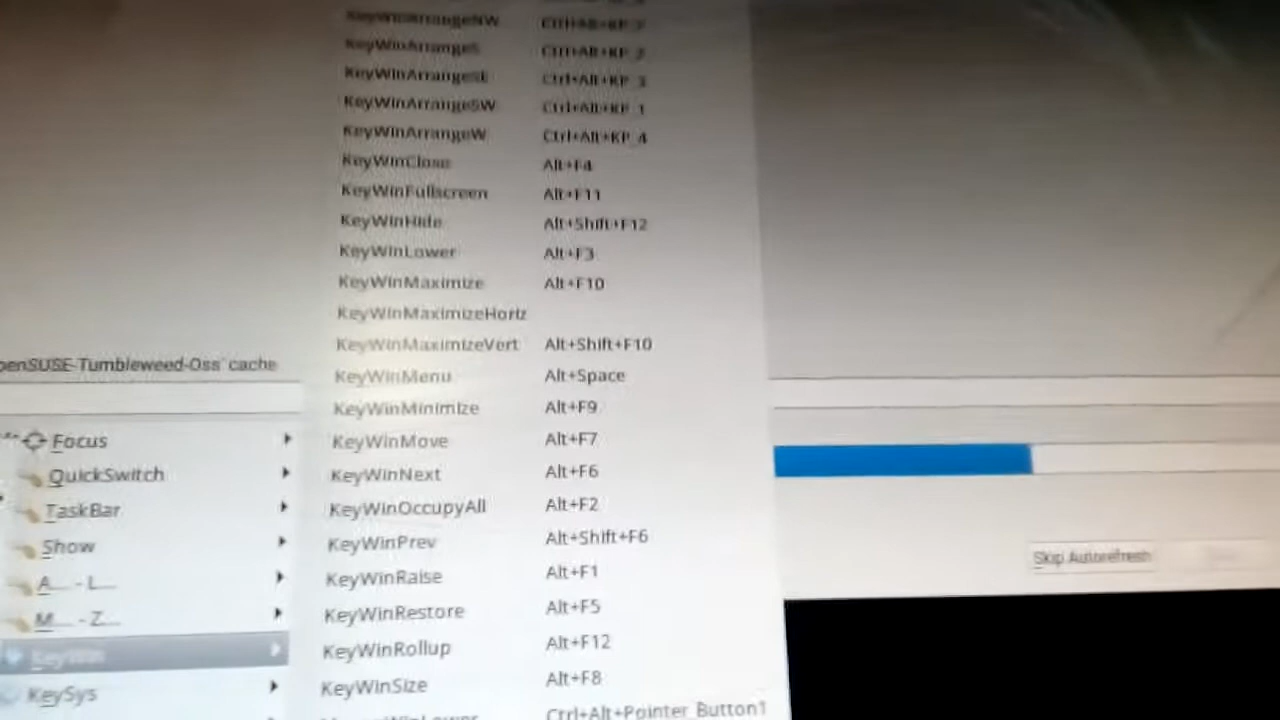 KeyWinArrangeNW Ctrl+Alt+KP_7
KeyWinArrangeS Ctrl+Alt+KP_2
KeyWinArrangeSE Ctrl+Alt+KP_3
KeyWinArrangeSW Ctrl+Alt+KP_1
KeyWinArrangeW Ctrl+Alt+KP_4
KeyWinClose Alt+F4
KeyWinFullscreen Alt+F11
KeyWinHide Alt+Shift+F12
KeyWinLower Alt+F3
KeyWinMaximize Alt+F10
KeyWinMaximizeHoriz
KeyWinMaximizeVert Alt+Shift+F10
penSUSE-Tumbleweed-Oss' cache
KeyWinMenu Alt+Space
KeyWinMinimize Alt+F9
Focus
KeyWinMove Alt+F7
QuickSwitch
KeyWinNext Alt+F6
TaskBar
KeyWinOccupyAll Alt+F2
Show
KeyWinPrev Alt+Shift+F6
Skip Autorefresh
A... - L...
KeyWinRaise Alt+F1
M... - Z...
KeyWinRestore Alt+F5
KeyWin
KeyWinRollup Alt+F12
KeySys
KeyWinSize Alt+F8
Ctrl+Alt+Pointer_Button1